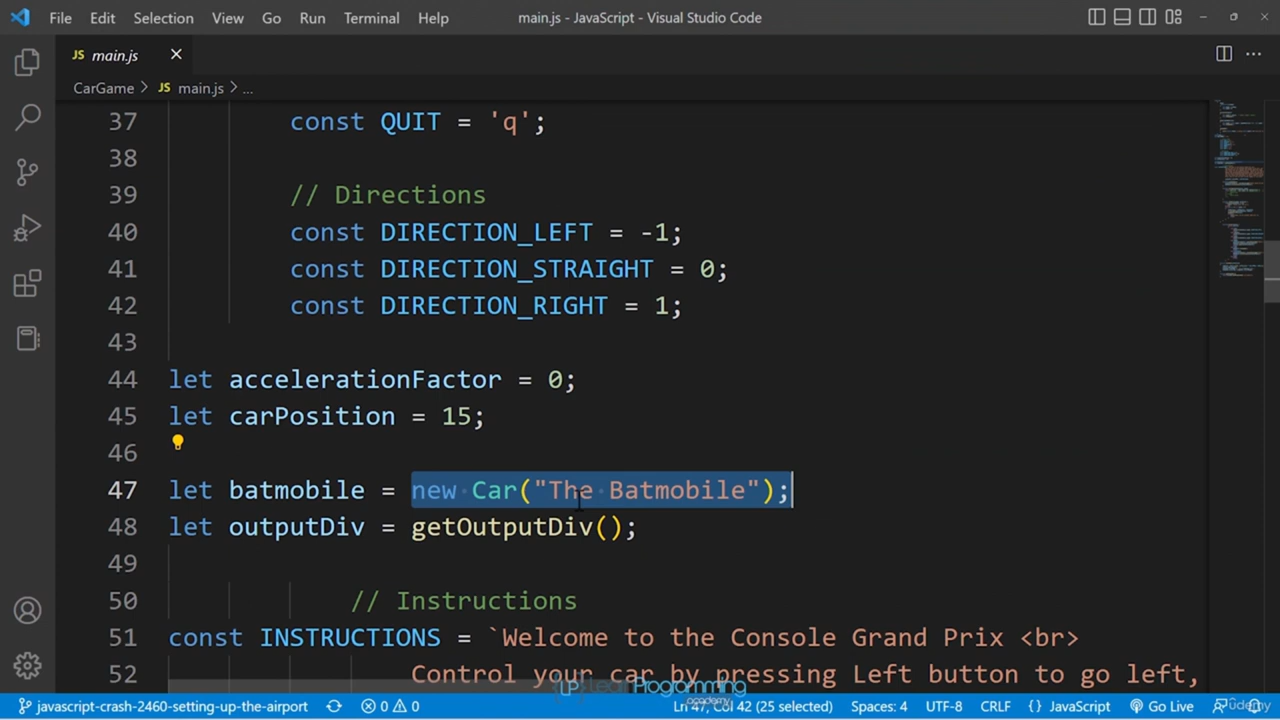 File Edit Selection View Go Run Terminal Help main.js - JavaScript - Visual Studio Code
JS main.js
CarGame > JS main.js > ...
37 const QUIT = 'q';
38
39 // Directions
40 const DIRECTION_LEFT = -1;
41 const DIRECTION_STRAIGHT = 0;
42 const DIRECTION_RIGHT = 1;
43
44 let accelerationFactor = 0;
45 let carPosition = 15;
46
47 let batmobile = new Car("The Batmobile");
48 let outputDiv = getOutputDiv();
49
50 // Instructions
51 const INSTRUCTIONS = `Welcome to the Console Grand Prix <br>
52 Control your car by pressing Left button to go left,
LP LearnProgramming
academy
javascript-crash-2460-setting-up-the-airport 0 0 Ln 47, Col 42 (25 selected) Spaces: 4 UTF-8 CRLF {} JavaScript Go Live Udemy